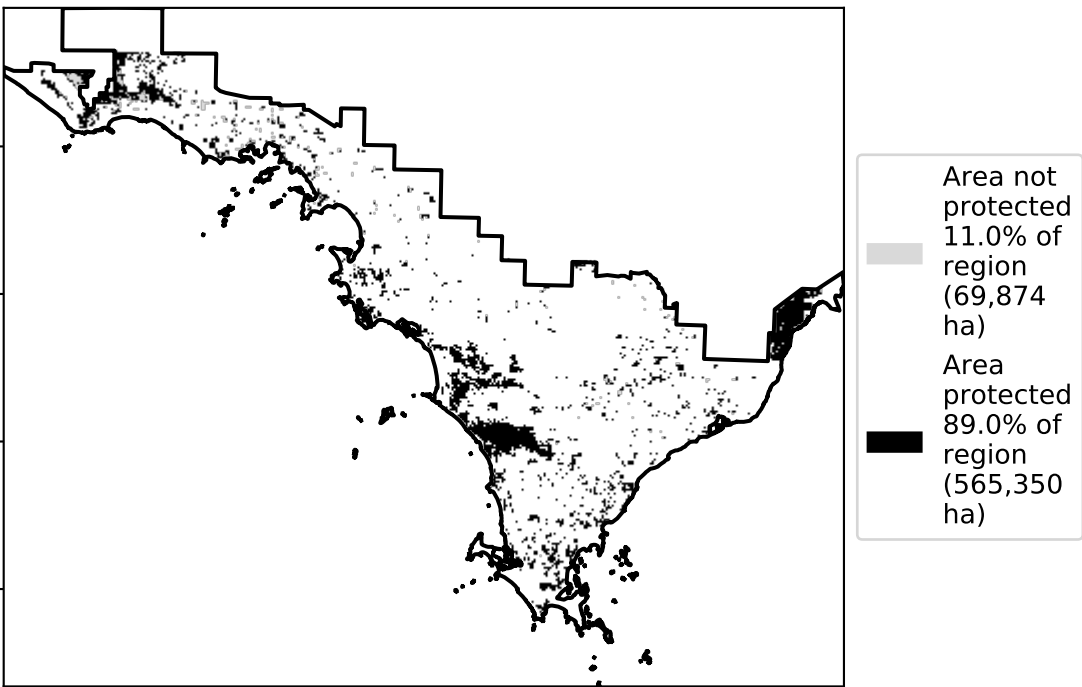 Area not
protected
11.0% of
region
(69,874
ha)
Area
protected
89.0% of
region
(565,350
ha)